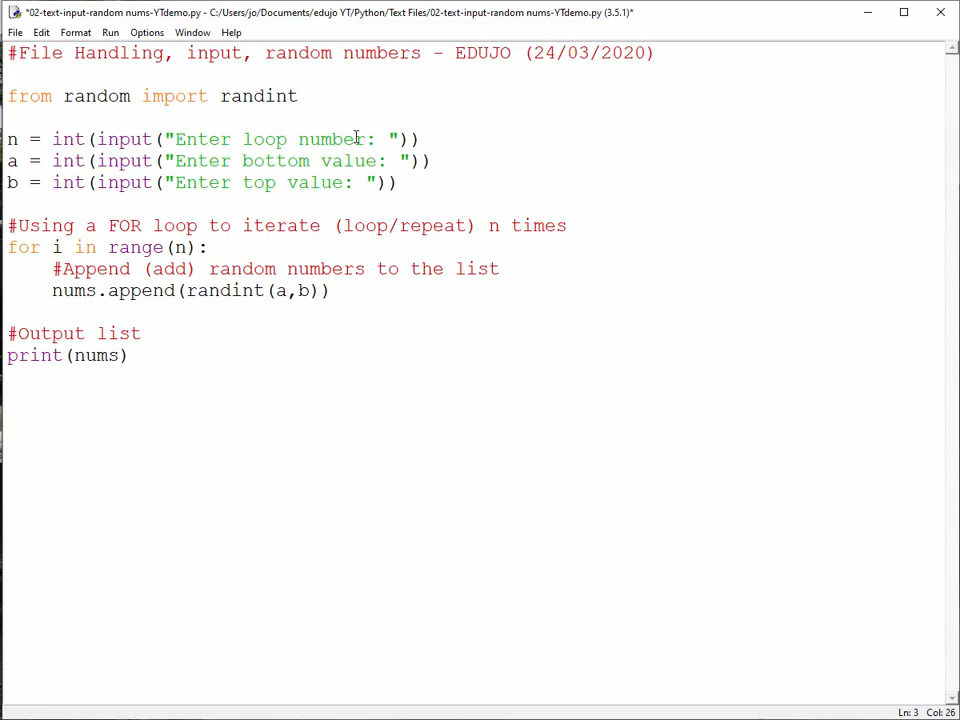 *02-text-input-random nums-YTdemo.py - C:/Users/jo/Documents/edujo YT/Python/Text Files/02-text-input-random nums-YTdemo.py (3.5.1)*
File Edit Format Run Options Window Help
#File Handling, input, random numbers - EDUJO (24/03/2020)
from random import randint
n = int(input("Enter loop number: "))
a = int(input("Enter bottom value: "))
b = int(input("Enter top value: "))
#Using a FOR loop to iterate (loop/repeat) n times
for i in range(n):
    #Append (add) random numbers to the list
    nums.append(randint(a,b))
#Output list
print(nums)
Ln: 3 Col: 26